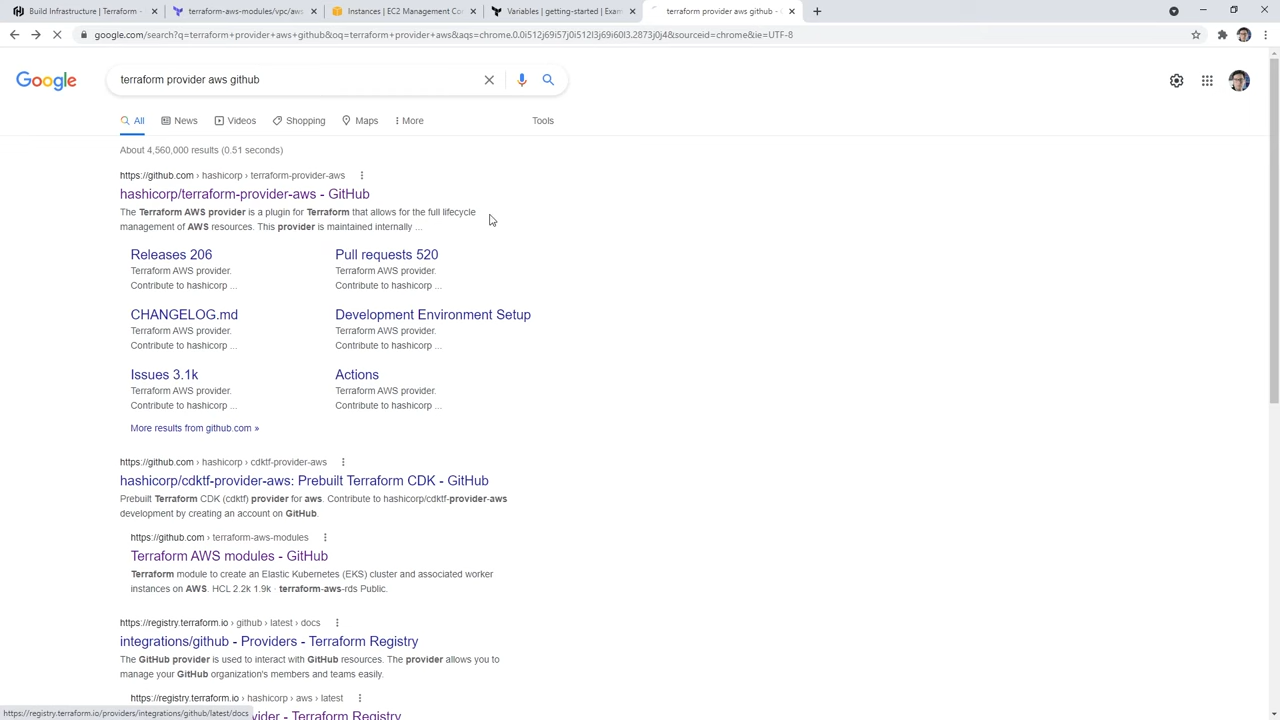 Build Infrastructure | Terraform -
terraform-aws-modules/vpc/aws
Instances | EC2 Management Con
Variables | getting-started | Exam
terraform provider aws github -
google.com/search?q=terraform+provider+aws+github&oq=terraform+provider+aws&aqs=chrome.0.0i512j69i57j0i512l3j69i60l3.2873j0j4&sourceid=chrome&ie=UTF-8
Google
terraform provider aws github
All
News
Videos
Shopping
Maps
More
Tools
About 4,560,000 results (0.51 seconds)
https://github.com › hashicorp › terraform-provider-aws
hashicorp/terraform-provider-aws - GitHub
The Terraform AWS provider is a plugin for Terraform that allows for the full lifecycle
management of AWS resources. This provider is maintained internally ...
Releases 206
Terraform AWS provider.
Contribute to hashicorp ...
Pull requests 520
Terraform AWS provider.
Contribute to hashicorp ...
CHANGELOG.md
Terraform AWS provider.
Contribute to hashicorp ...
Development Environment Setup
Terraform AWS provider.
Contribute to hashicorp ...
Issues 3.1k
Terraform AWS provider.
Contribute to hashicorp ...
Actions
Terraform AWS provider.
Contribute to hashicorp ...
More results from github.com »
https://github.com › hashicorp › cdktf-provider-aws
hashicorp/cdktf-provider-aws: Prebuilt Terraform CDK - GitHub
Prebuilt Terraform CDK (cdktf) provider for aws. Contribute to hashicorp/cdktf-provider-aws
development by creating an account on GitHub.
https://github.com › terraform-aws-modules
Terraform AWS modules - GitHub
Terraform module to create an Elastic Kubernetes (EKS) cluster and associated worker
instances on AWS. HCL 2.2k 1.9k · terraform-aws-rds Public.
https://registry.terraform.io › github › latest › docs
integrations/github - Providers - Terraform Registry
The GitHub provider is used to interact with GitHub resources. The provider allows you to
manage your GitHub organization's members and teams easily.
https://registry.terraform.io › hashicorp › aws › latest
vider - Terraform Registry
https://registry.terraform.io/providers/integrations/github/latest/docs